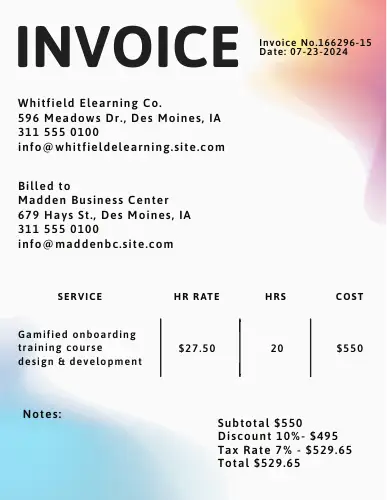 INVOICE
Invoice No.166296-15
Date: 07-23-2024
Whitfield Elearning Co.
596 Meadows Dr., Des Moines, IA
311 555 0100
info@whitfieldelearning.site.com
Billed to
Madden Business Center
679 Hays St., Des Moines, IA
311 555 0100
info@maddenbc.site.com
SERVICE HR RATE HRS COST
Gamified onboarding
training course
design & development
$27.50 20 $550
Notes:
Subtotal $550
Discount 10%- $495
Tax Rate 7% - $529.65
Total $529.65